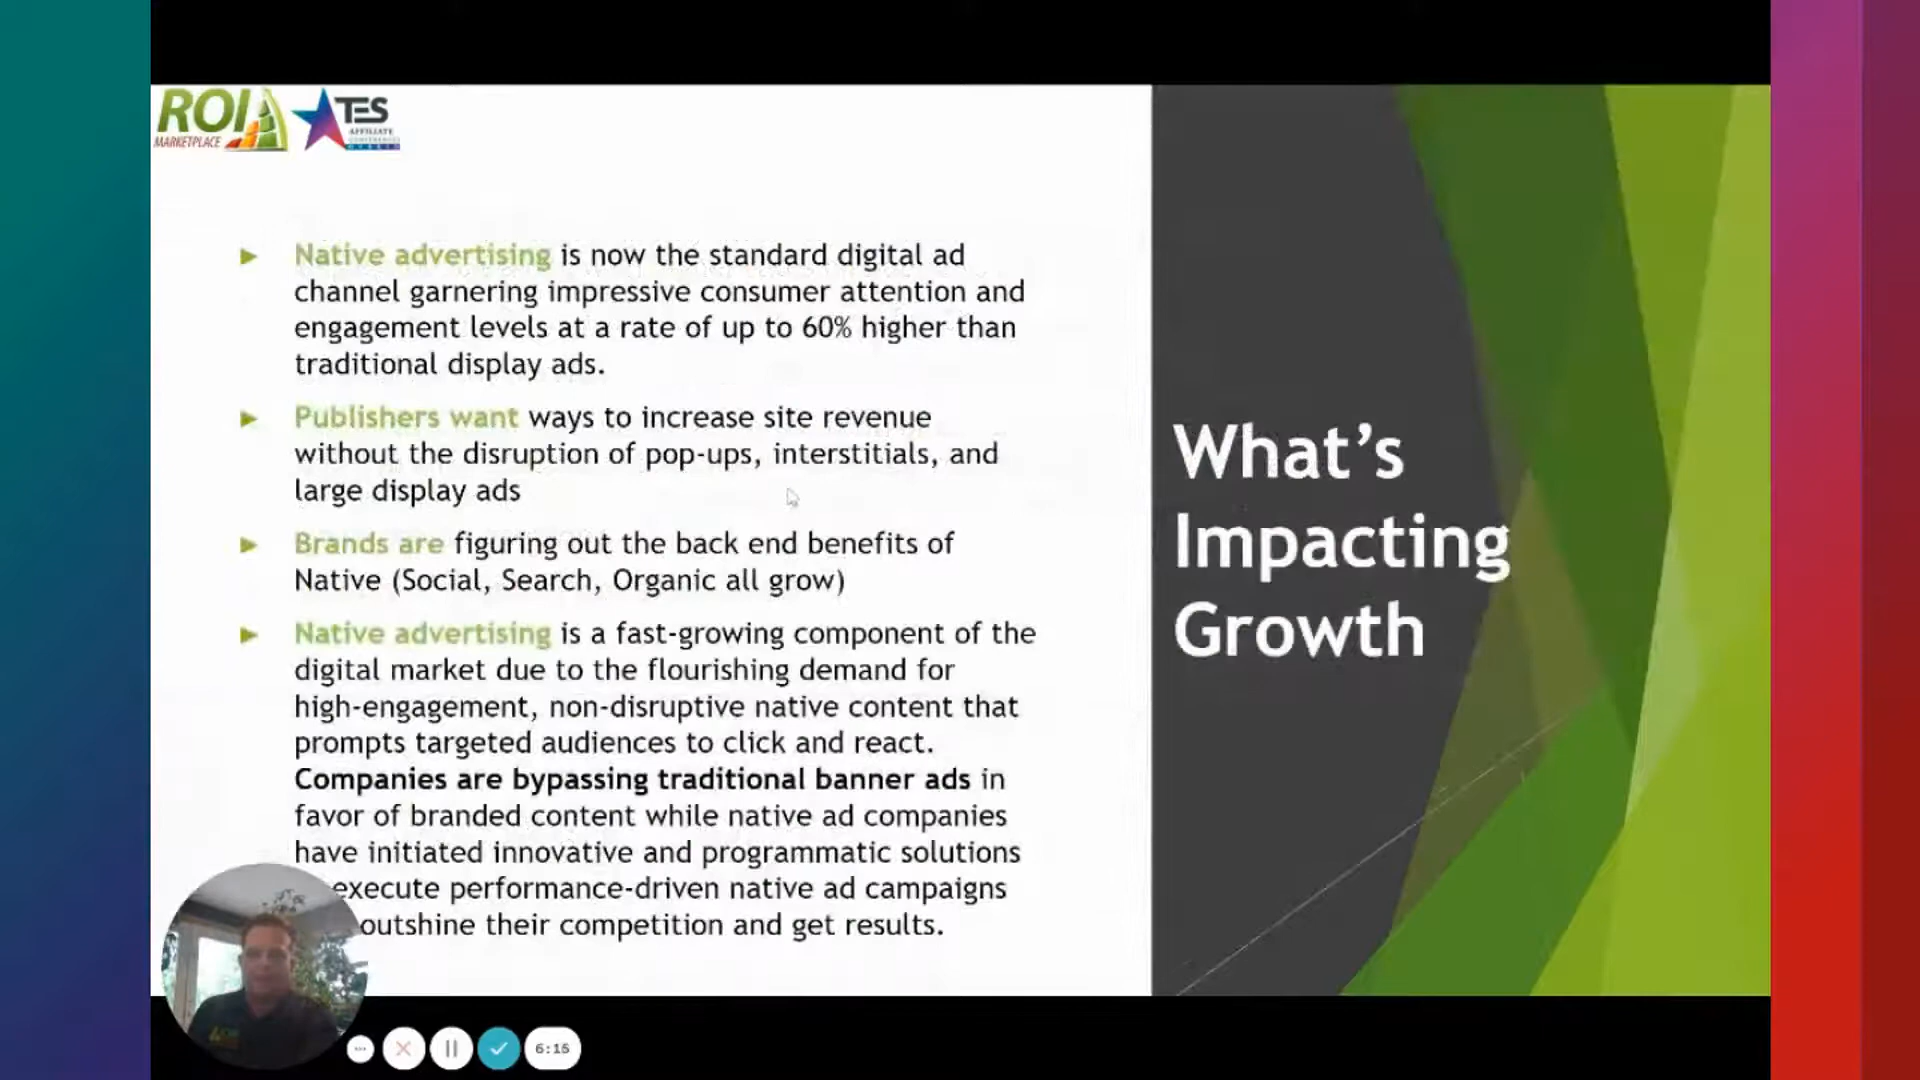 ROI
MARKETPLACE
TES
AFFILIATE
Native advertising is now the standard digital ad
channel garnering impressive consumer attention and
engagement levels at a rate of up to 60% higher than
traditional display ads.
Publishers want ways to increase site revenue
without the disruption of pop-ups, interstitials, and
large display ads
Brands are figuring out the back end benefits of
Native (Social, Search, Organic all grow)
Native advertising is a fast-growing component of the
digital market due to the flourishing demand for
high-engagement, non-disruptive native content that
prompts targeted audiences to click and react.
Companies are bypassing traditional banner ads in
favor of branded content while native ad companies
have initiated innovative and programmatic solutions
execute performance-driven native ad campaigns
outshine their competition and get results.
What's
Impacting
Growth
6:15